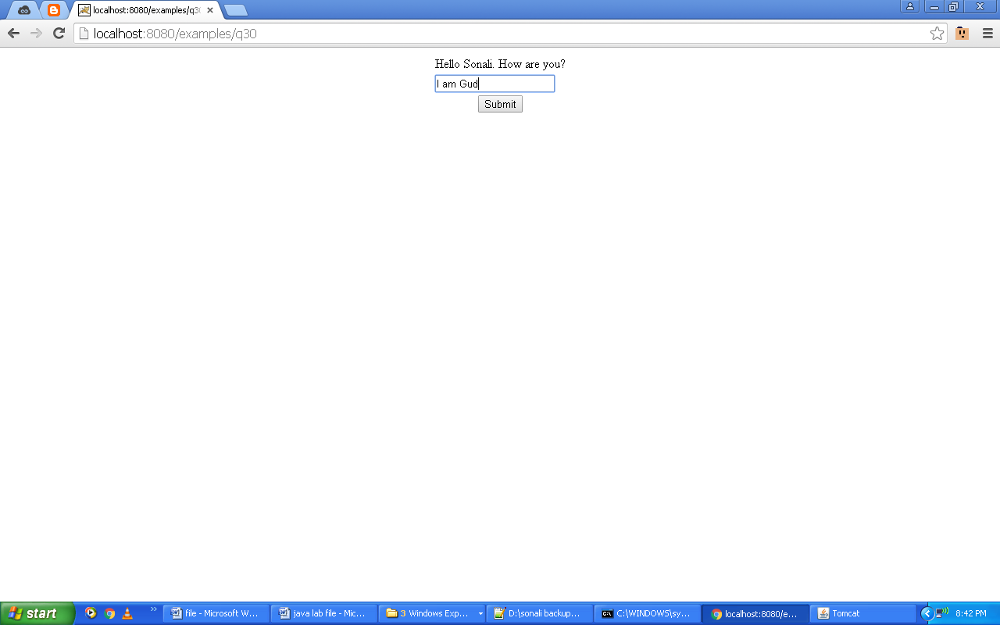 localhost:8080/examples/q30
localhost:8080/examples/q30
Hello Sonali. How are you?
I am Gud
Submit
start
file - Microsoft W...
java lab file - Mic...
3 Windows Exp...
D:\sonali backup...
C:\WINDOWS\sy...
localhost:8080/e...
Tomcat
8:42 PM